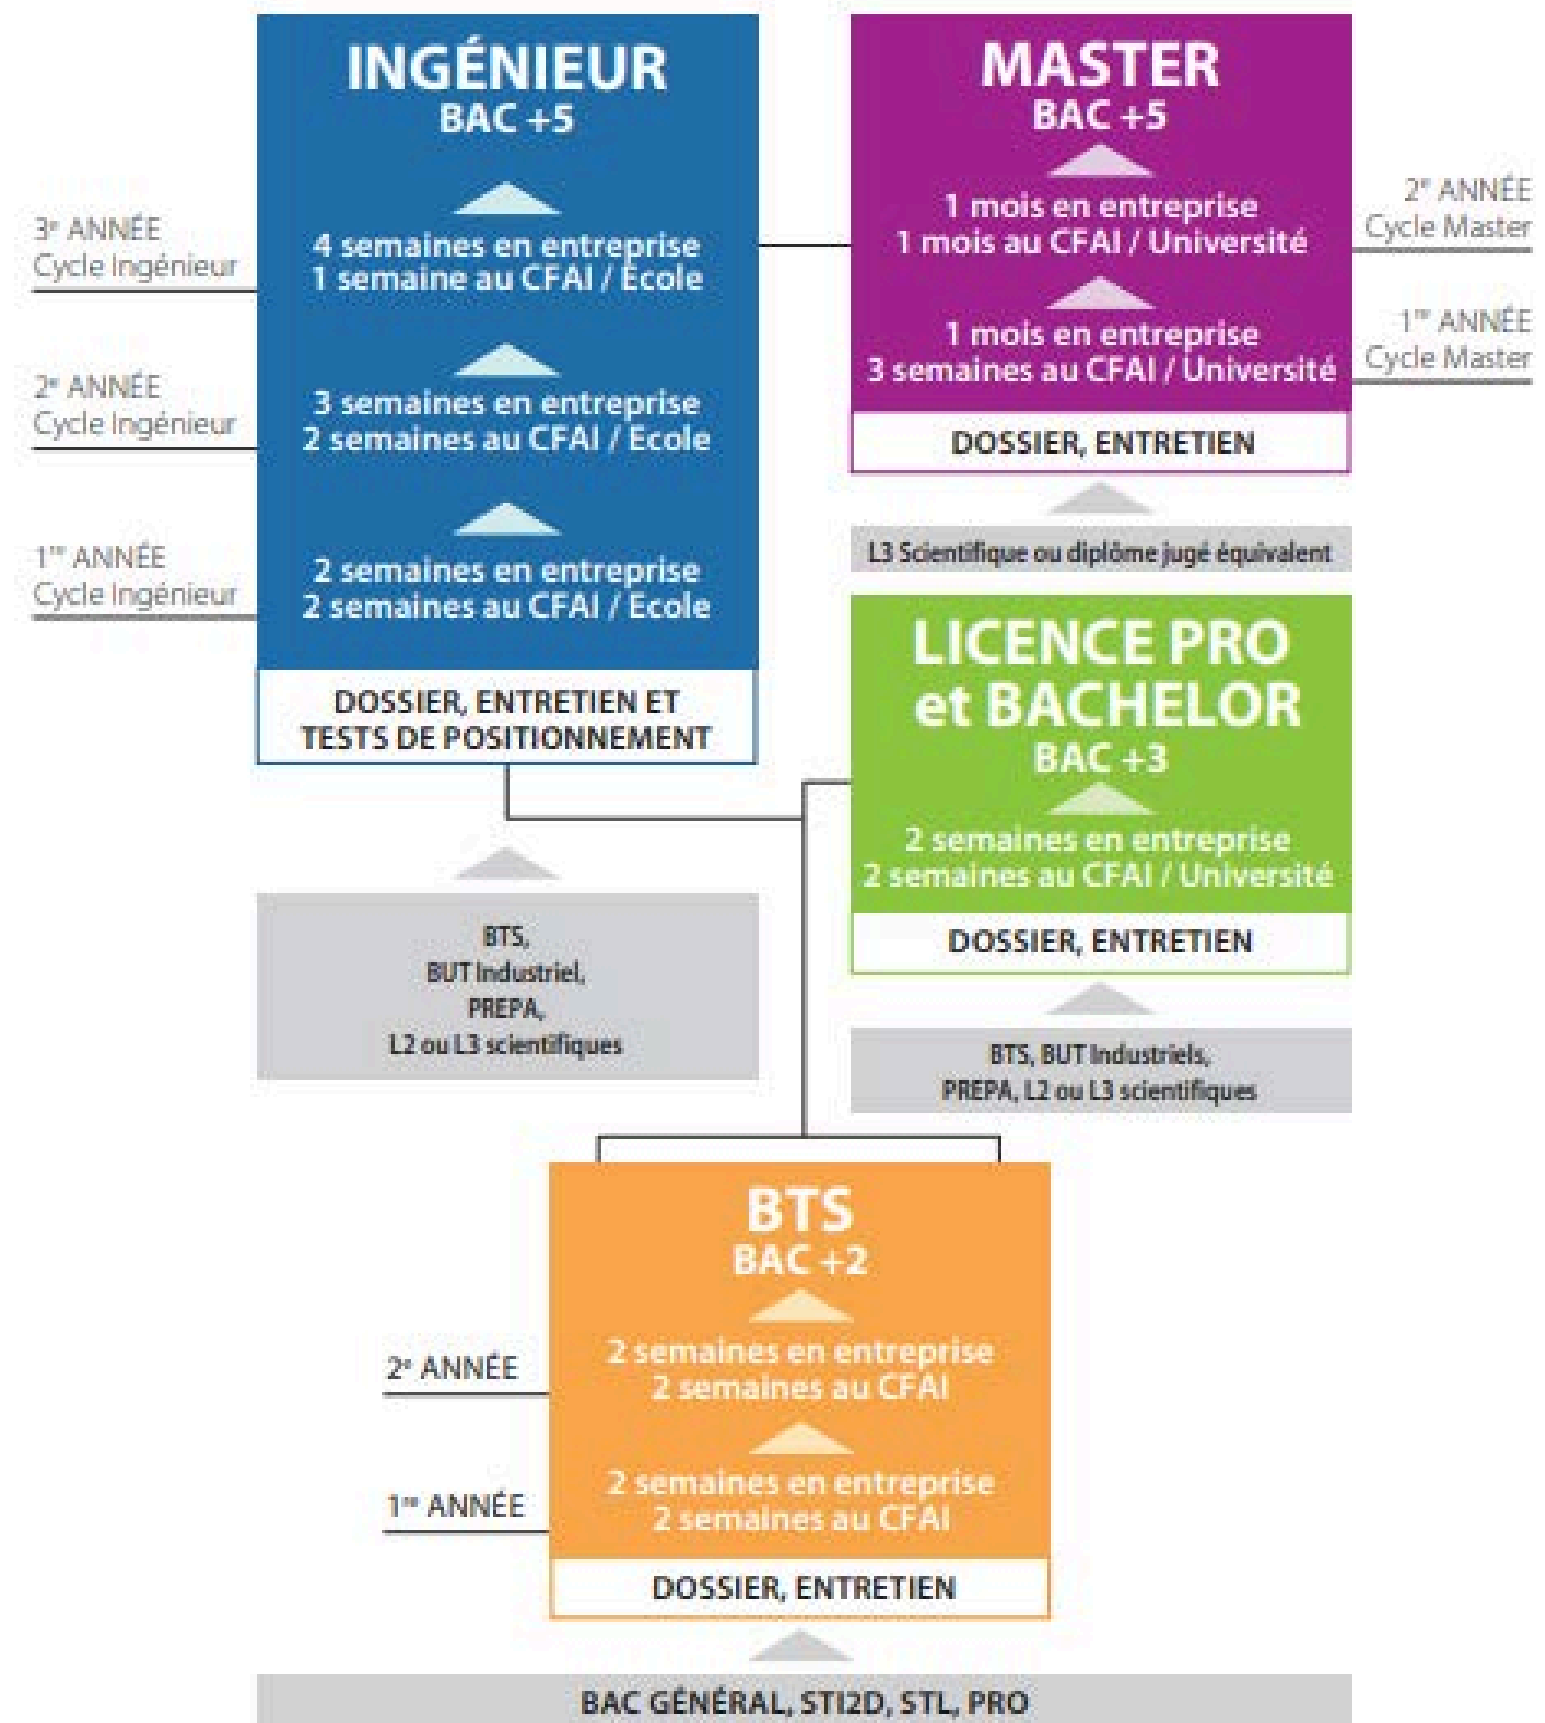 INGÉNIEUR
BAC +5
3e ANNÉE
Cycle Ingénieur
4 semaines en entreprise
1 semaine au CFAI / Ecole
2e ANNÉE
Cycle Ingénieur
3 semaines en entreprise
2 semaines au CFAI / Ecole
1re ANNÉE
Cycle Ingénieur
2 semaines en entreprise
2 semaines au CFAI / Ecole
DOSSIER, ENTRETIEN ET
TESTS DE POSITIONNEMENT
BTS,
BUT Industriel,
PREPA,
L2 ou L3 scientifiques
MASTER
BAC +5
1 mois en entreprise
1 mois au CFAI / Université
2e ANNÉE
Cycle Master
1 mois en entreprise
3 semaines au CFAI / Université
1re ANNÉE
Cycle Master
DOSSIER, ENTRETIEN
L3 Scientifique ou diplôme jugé équivalent
LICENCE PRO
et BACHELOR
BAC +3
2 semaines en entreprise
2 semaines au CFAI / Université
DOSSIER, ENTRETIEN
BTS, BUT Industriels,
PREPA, L2 ou L3 scientifiques
BTS
BAC +2
2e ANNÉE
2 semaines en entreprise
2 semaines au CFAI
1re ANNÉE
2 semaines en entreprise
2 semaines au CFAI
DOSSIER, ENTRETIEN
BAC GÉNÉRAL, STI2D, STL, PRO